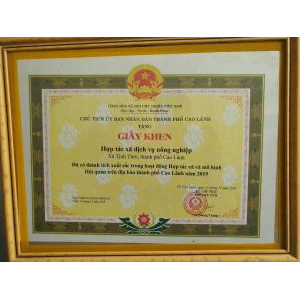 CỘNG HÒA XÃ HỘI CHỦ NGHĨA VIỆT NAM
Độc lập - Tự do - Hạnh phúc
CHỦ TỊCH ỦY BAN NHÂN DÂN THÀNH PHỐ CAO LÃNH
TẶNG
GIẤY KHEN
Hợp tác xã dịch vụ nông nghiệp
Xã Tịnh Thới, thành phố Cao Lãnh
Đã có thành tích xuất sắc trong hoạt động Hợp tác xã và mô hình
Hội quán trên địa bàn thành phố Cao Lãnh năm 2019